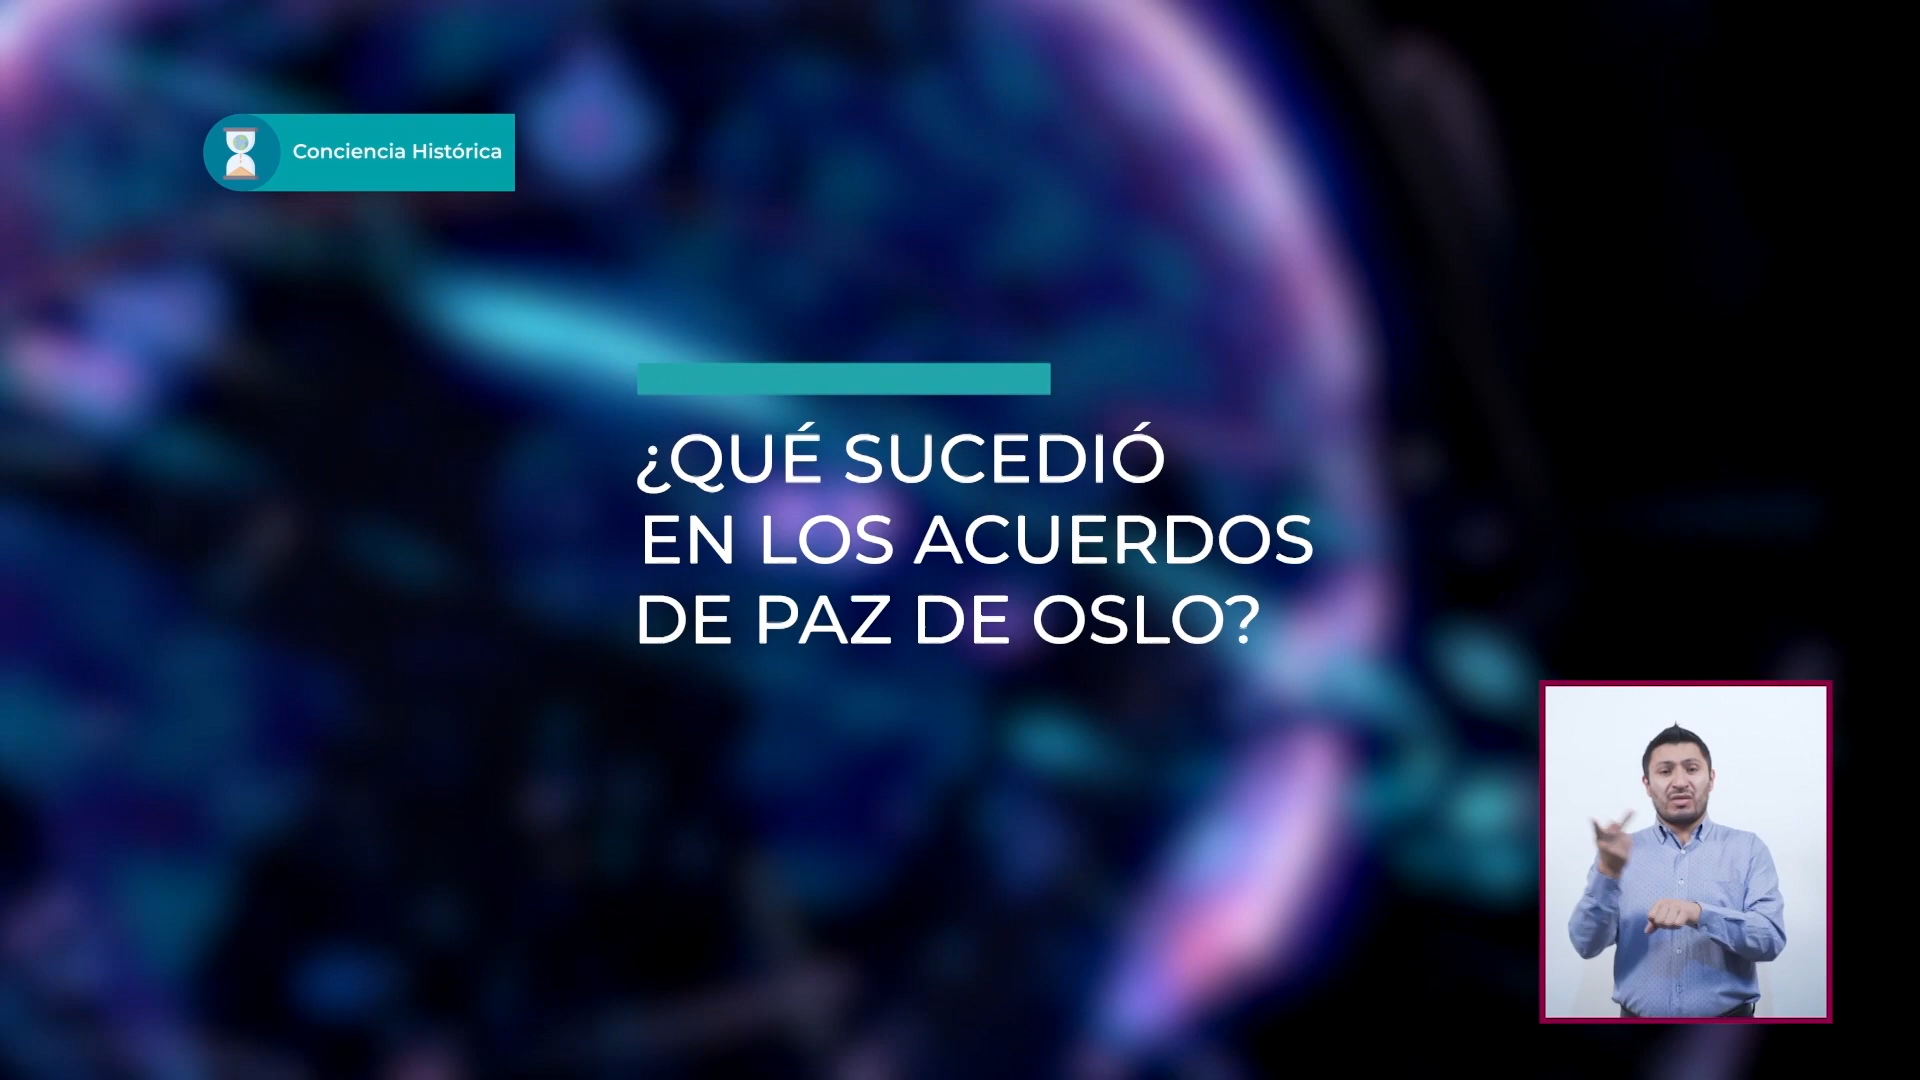 Conciencia Histórica
¿QUÉ SUCEDIÓ
EN LOS ACUERDOS
DE PAZ DE OSLO?